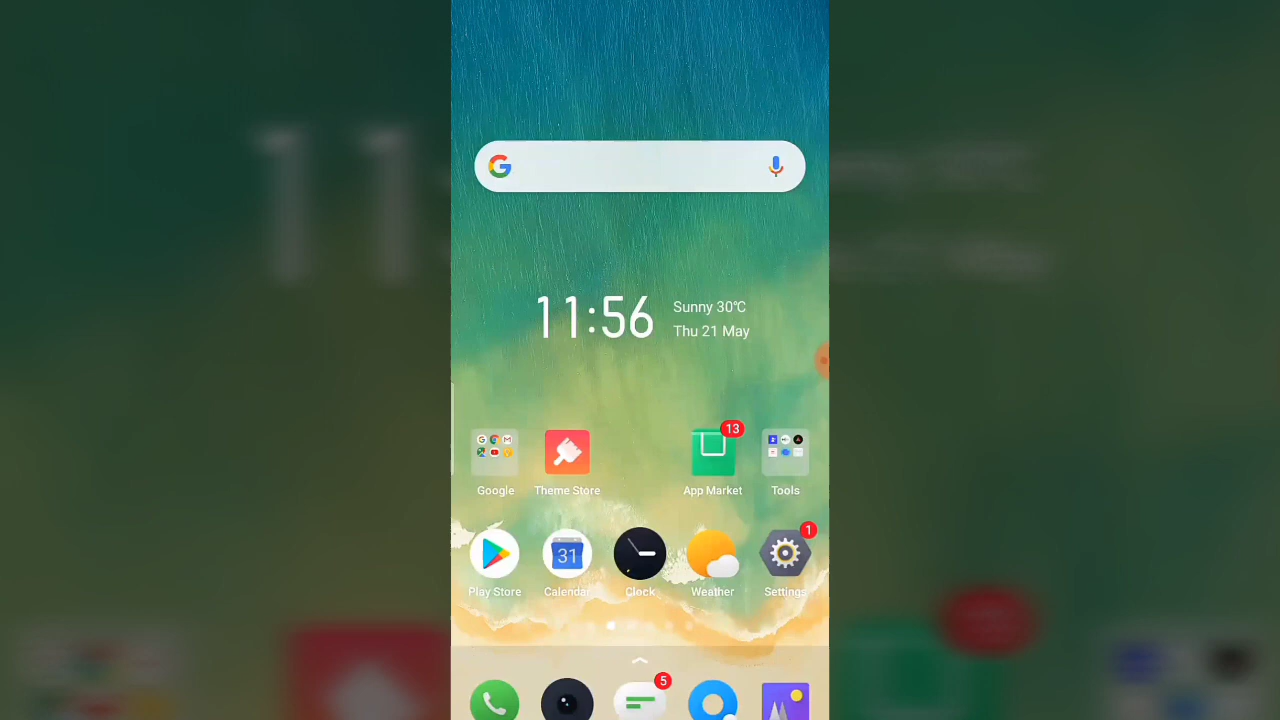 11:56
Sunny 30℃
Thu 21 May
13
Google
Theme Store
App Market
Tools
31
1
Play Store
Calendar
Clock
Weather
Settings
5